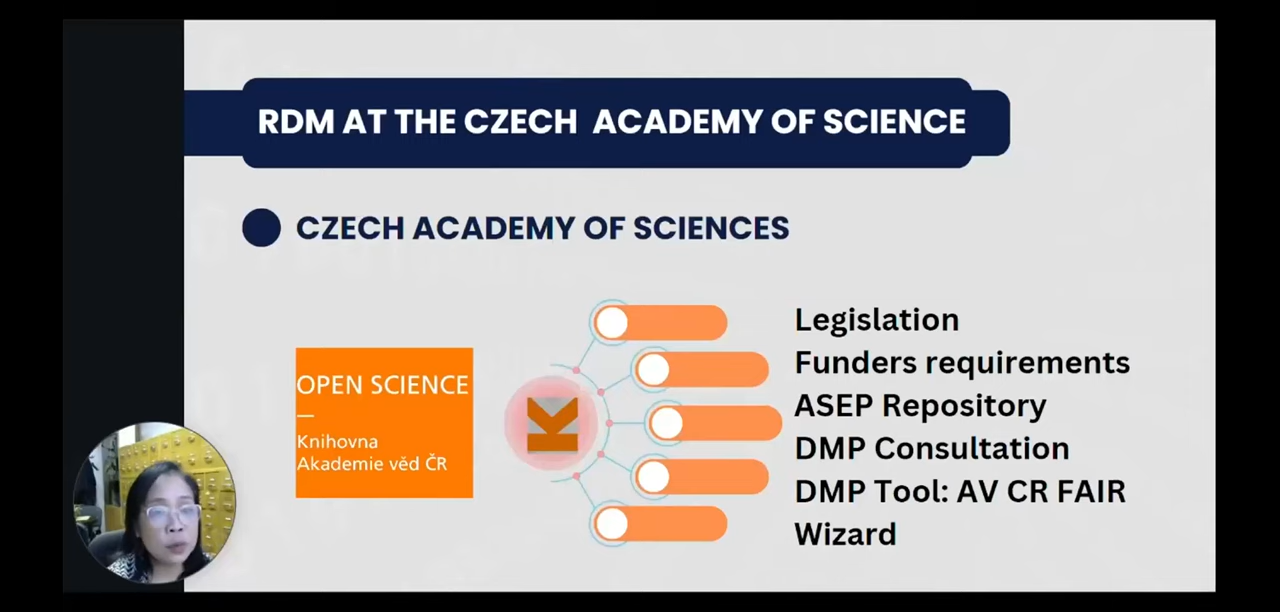 RDM AT THE CZECH ACADEMY OF SCIENCE
CZECH ACADEMY OF SCIENCES
OPEN SCIENCE
—
Knihovna
Akademie věd ČR
K
Legislation
Funders requirements
ASEP Repository
DMP Consultation
DMP Tool: AV CR FAIR
Wizard